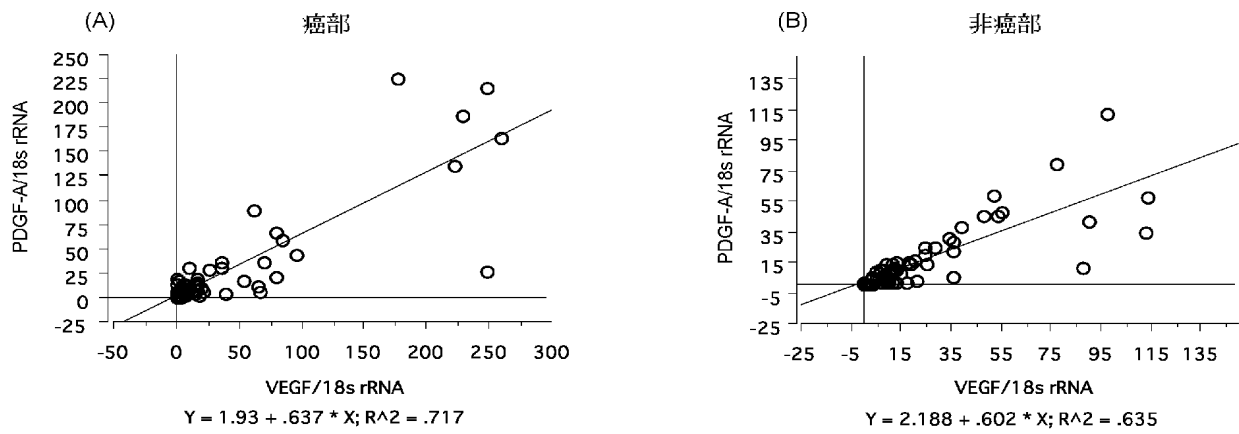 (A) 癌部
250
225
200
175
150
125
100
75
50
25
0
-25
PDGF-A/18s rRNA
-50 0 50 100 150 200 250 300
VEGF/18s rRNA
Y = 1.93 + .637 * X; R^2 = .717
(B) 非癌部
135
115
95
75
55
35
15
-5
-25
PDGF-A/18s rRNA
-25 -5 15 35 55 75 95 115 135
VEGF/18s rRNA
Y = 2.188 + .602 * X; R^2 = .635